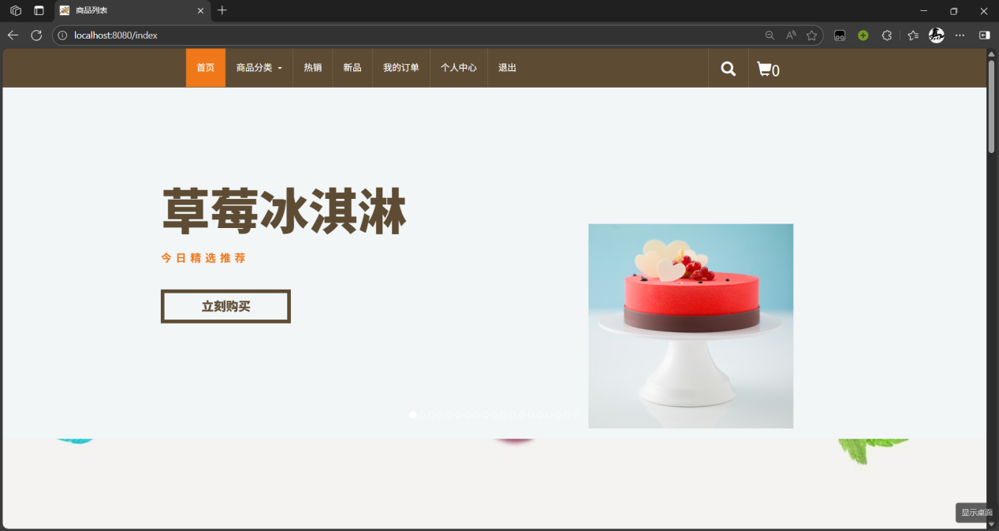 商品列表
localhost:8080/index
首页 商品分类 热销 新品 我的订单 个人中心 退出 0
草莓冰淇淋
今日精选推荐
立刻购买
显示桌面